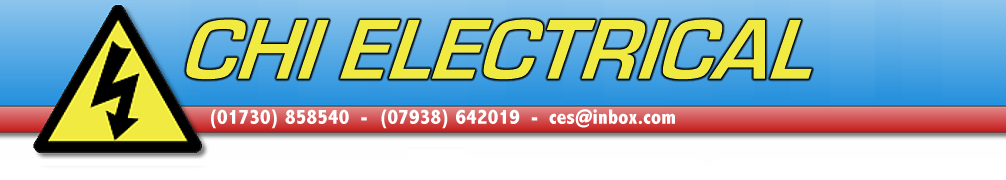 CHI ELECTRICAL
(01730) 858540 - (07938) 642019 - ces@inbox.com